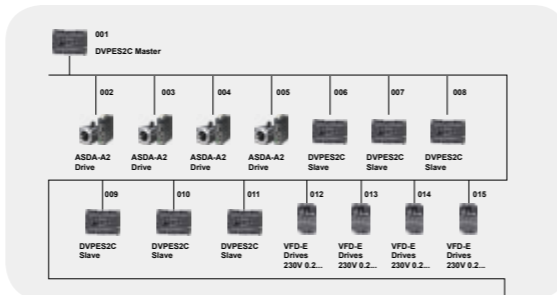 001
DVPES2C Master
002 003 004 005 006 007 008
ASDA-A2 ASDA-A2 ASDA-A2 ASDA-A2 DVPES2C DVPES2C DVPES2C
Drive Drive Drive Drive Slave Slave Slave
009 010 011 012 013 014 015
DVPES2C DVPES2C DVPES2C VFD-E VFD-E VFD-E VFD-E
Slave Slave Slave Drives Drives Drives Drives
230V 0.2... 230V 0.2... 230V 0.2... 230V 0.2...